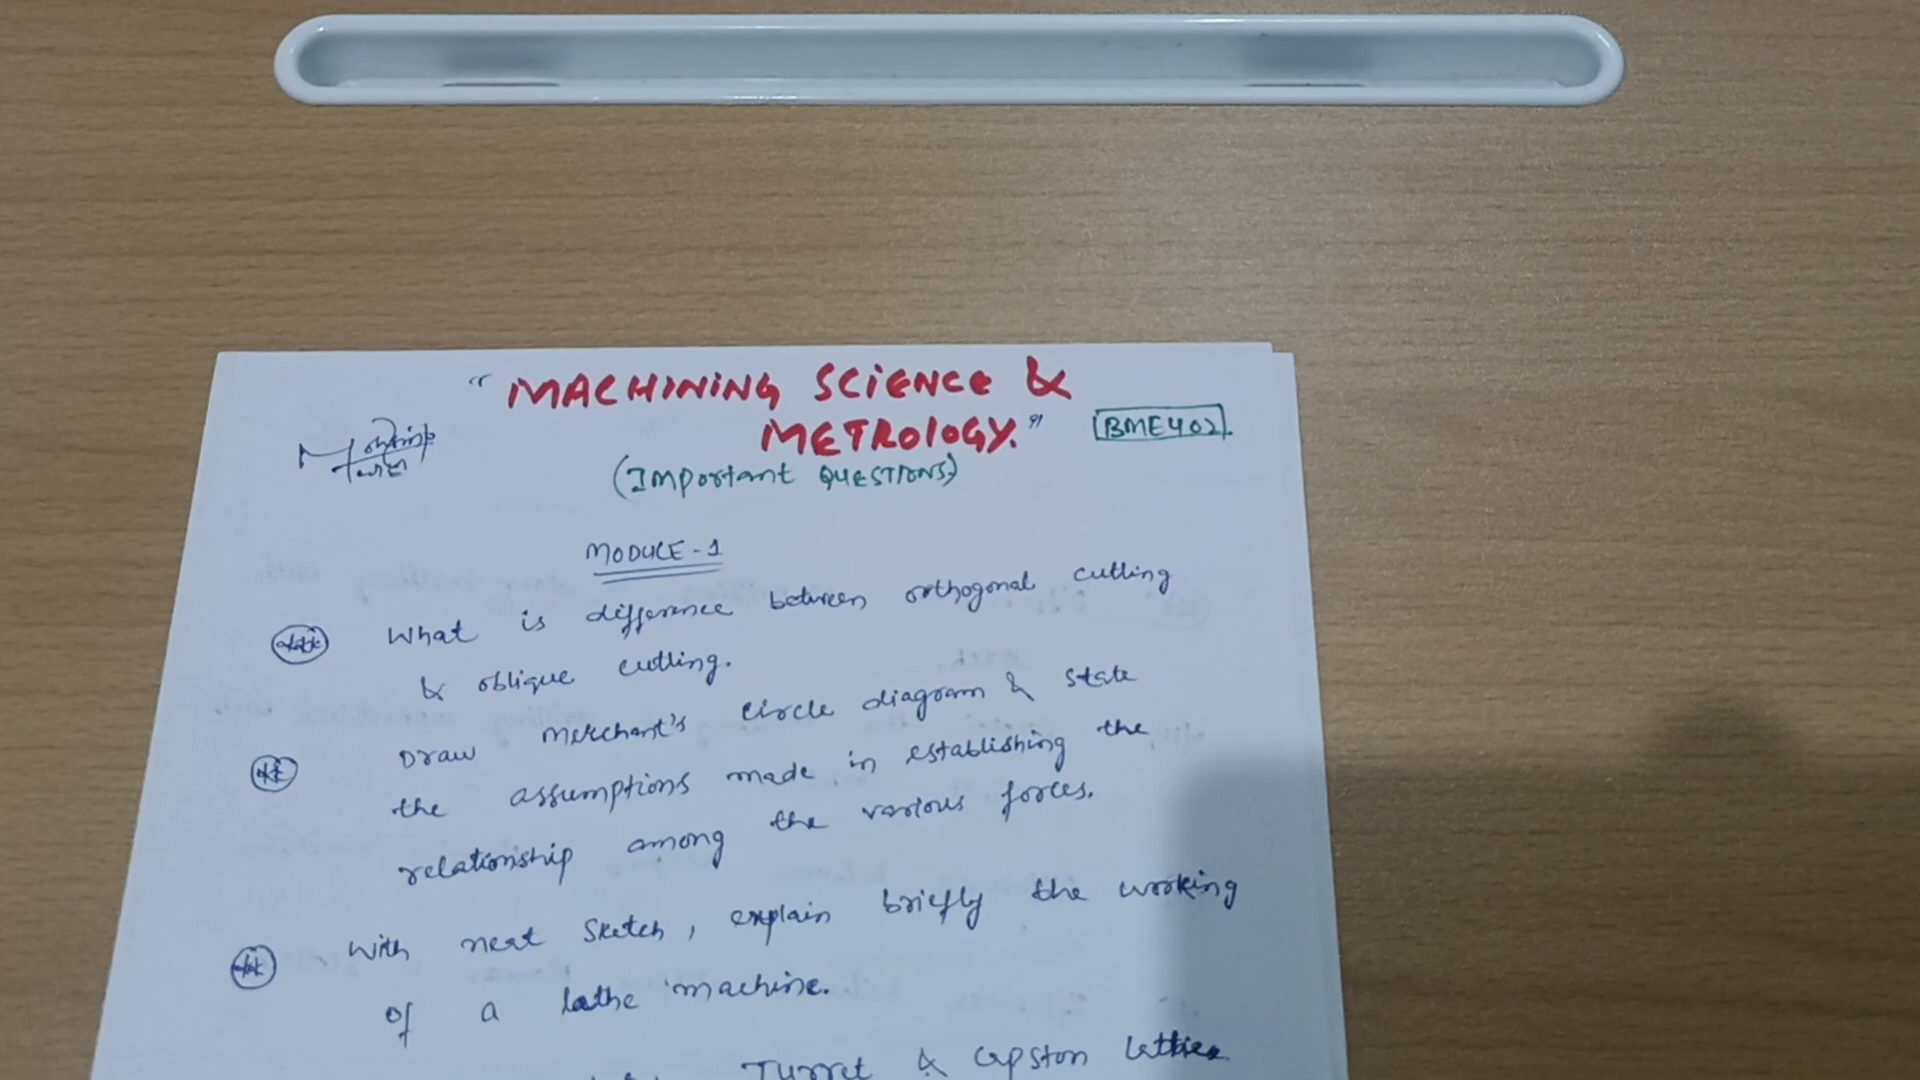 " MACHINING SCIENCE &
METROLOGY."
BME402
(Important QUESTIONS)
MODULE - 1
What is difference between orthogonal cutting
& oblique cutting.
Draw merchant's circle diagram & state
the assumptions made in establishing the
relationship among the various forces.
With neat sketch, explain briefly the working
of a lathe machine.
Turret & Capston Lathes